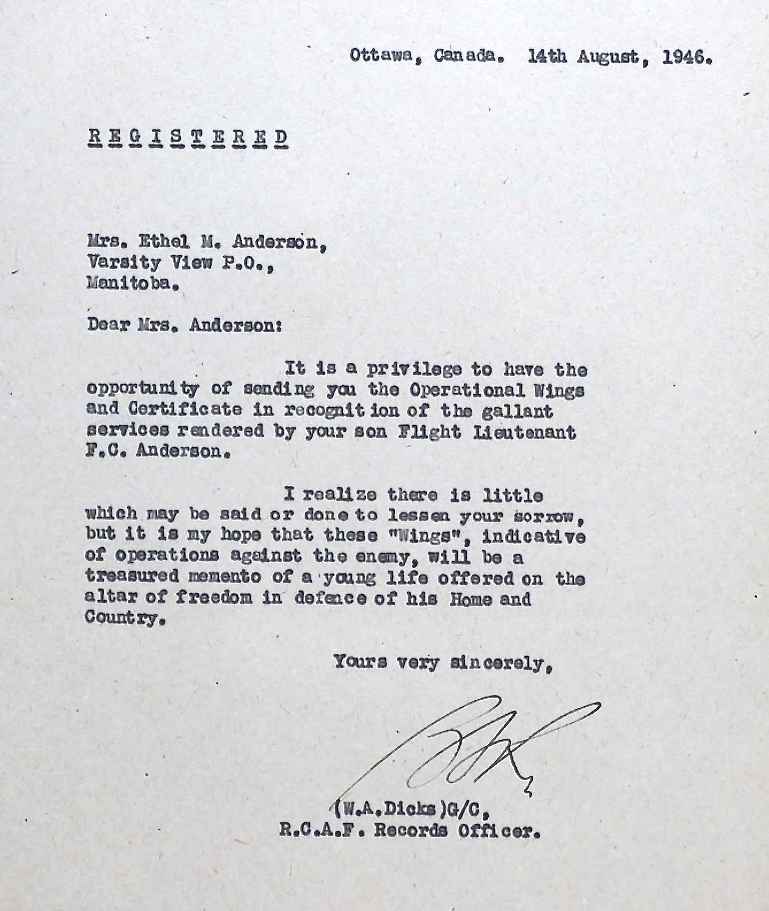 Ottawa, Canada. 14th August, 1946.
REGISTERED
Mrs. Ethel M. Anderson,
Varsity View P.O.,
Manitoba.
Dear Mrs. Anderson:
It is a privilege to have the
opportunity of sending you the Operational Wings
and Certificate in recognition of the gallant
services rendered by your son Flight Lieutenant
F.C. Anderson.
I realize there is little
which may be said or done to lessen your sorrow,
but it is my hope that these "Wings", indicative
of operations against the enemy, will be a
treasured memento of a young life offered on the
altar of freedom in defence of his Home and
Country.
Yours very sincerely,
(W.A.Dicks)G/C,
R.C.A.F. Records Officer.